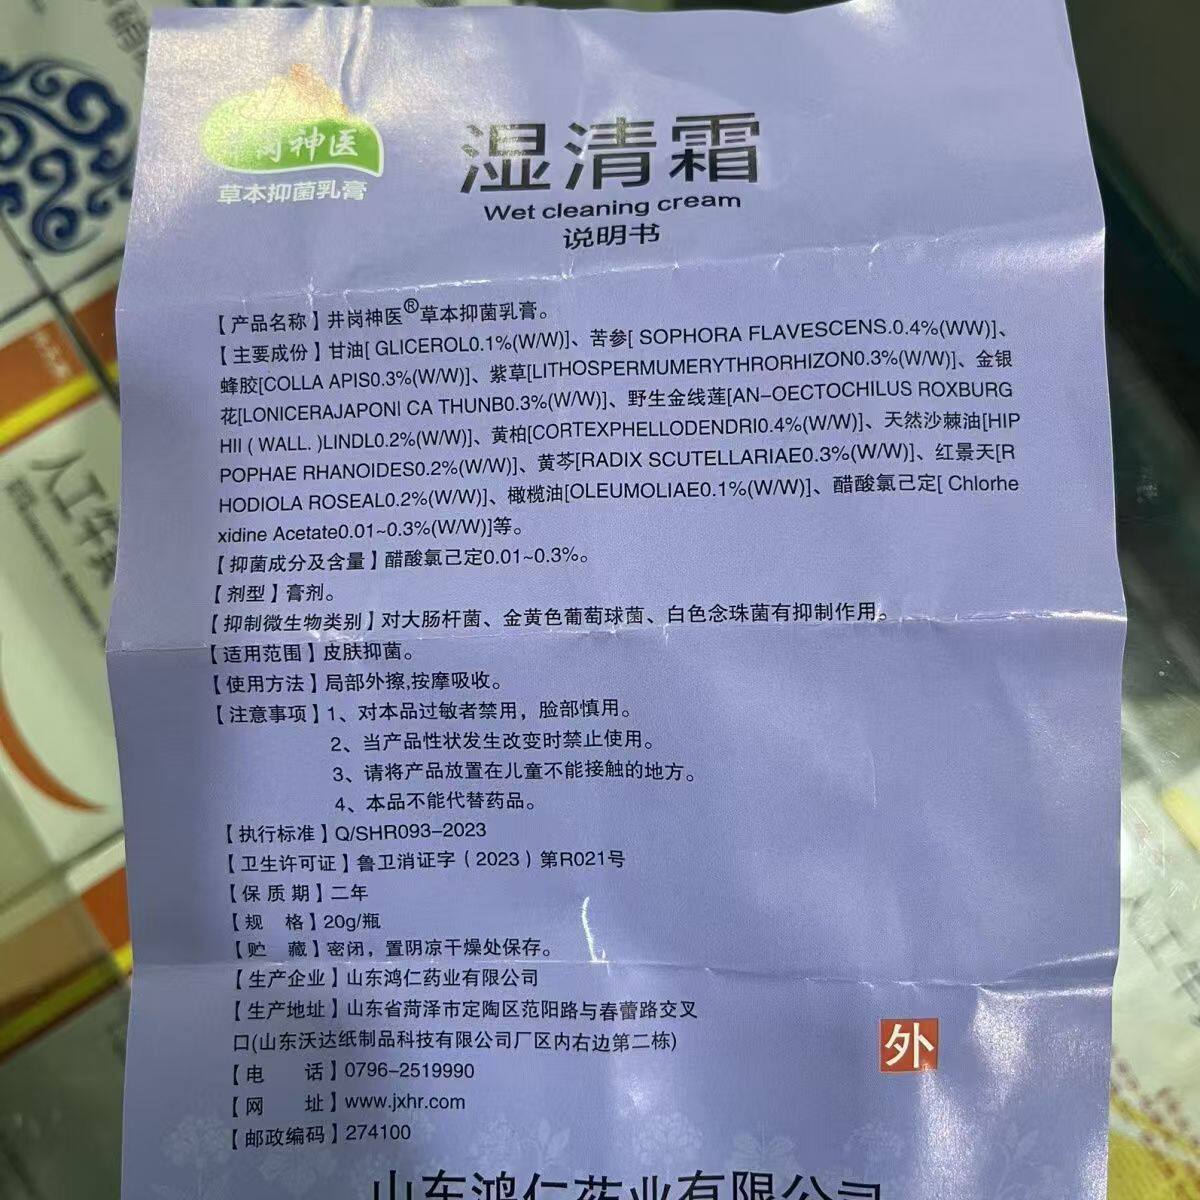 井岗神医
草本抑菌乳膏
湿清霜
Wet cleaning cream
说明书
【产品名称】井岗神医®草本抑菌乳膏。
【主要成份】甘油[ GLICEROL0.1%(W/W)]、苦参[ SOPHORA FLAVESCENS.0.4%(WW)]、
蜂胶[COLLA APIS0.3%(W/W)]、紫草[LITHOSPERMUMERYTHRORHIZON0.3%(W/W)]、金银
花[LONICERAJAPONI CA THUNB0.3%(W/W)]、野生金线莲[AN-OECTOCHILUS ROXBURG
HII ( WALL. )LINDL0.2%(W/W)]、黄柏[CORTEXPHELLODENDRI0.4%(W/W)]、天然沙棘油[HIP
POPHAE RHANOIDES0.2%(W/W)]、黄芩[RADIX SCUTELLARIAE0.3%(W/W)]、红景天[R
HODIOLA ROSEAL0.2%(W/W)]、橄榄油[OLEUMOLIAE0.1%(W/W)]、醋酸氯己定[ Chlorhe
xidine Acetate0.01~0.3%(W/W)]等。
【抑菌成分及含量】醋酸氯己定0.01~0.3%。
【剂型】膏剂。
【抑制微生物类别】对大肠杆菌、金黄色葡萄球菌、白色念珠菌有抑制作用。
【适用范围】皮肤抑菌。
【使用方法】局部外擦,按摩吸收。
【注意事项】1、对本品过敏者禁用，脸部慎用。
2、当产品性状发生改变时禁止使用。
3、请将产品放置在儿童不能接触的地方。
4、本品不能代替药品。
【执行标准】Q/SHR093-2023
【卫生许可证】鲁卫消证字（2023）第R021号
【保 质 期】二年
【规 格】20g/瓶
【贮 藏】密闭，置阴凉干燥处保存。
【生产企业】山东鸿仁药业有限公司
【生产地址】山东省菏泽市定陶区范阳路与春蕾路交叉
口(山东沃达纸制品科技有限公司厂区内右边第二栋)
外
【电 话】0796-2519990
【网 址】www.jxhr.com
【邮政编码】274100
山东鸿仁药业有限公司
人工牛